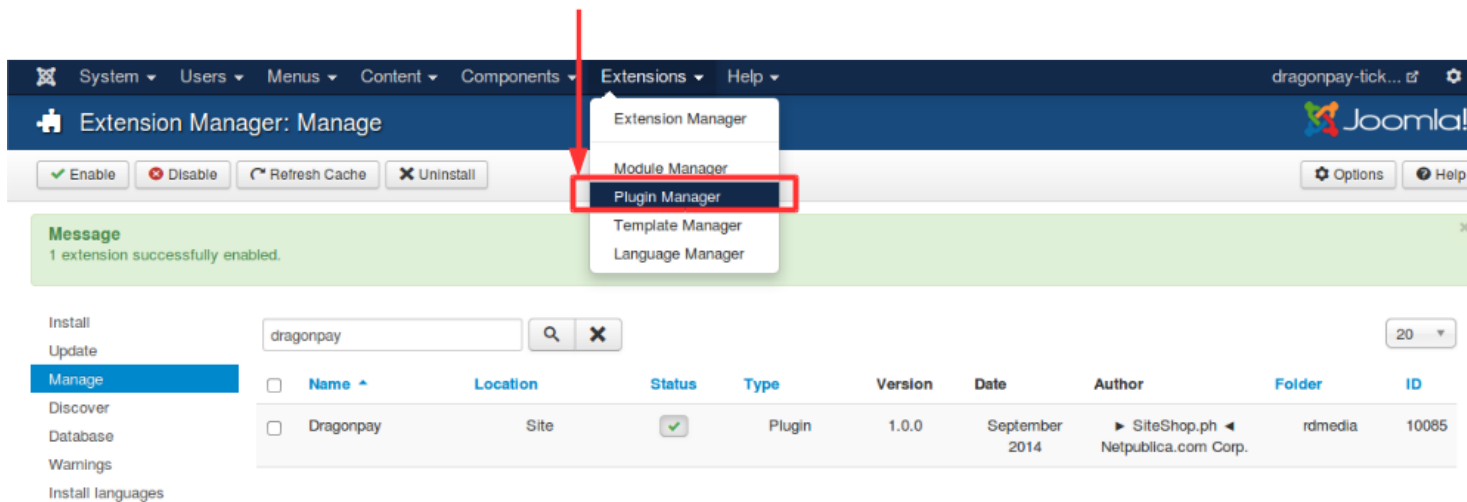 System Users Menus Content Components Extensions Help dragonpay-tick...
Extension Manager: Manage
Joomla!
Extension Manager
Module Manager
Plugin Manager
Template Manager
Language Manager
Enable Disable Refresh Cache Uninstall Options Help
Message
1 extension successfully enabled.
Install
Update
Manage
Discover
Database
Warnings
Install languages
dragonpay
20
Name Location Status Type Version Date Author Folder ID
Dragonpay Site Plugin 1.0.0 September ► SiteShop.ph ◄ rdmedia 10085
2014 Netpublica.com Corp.